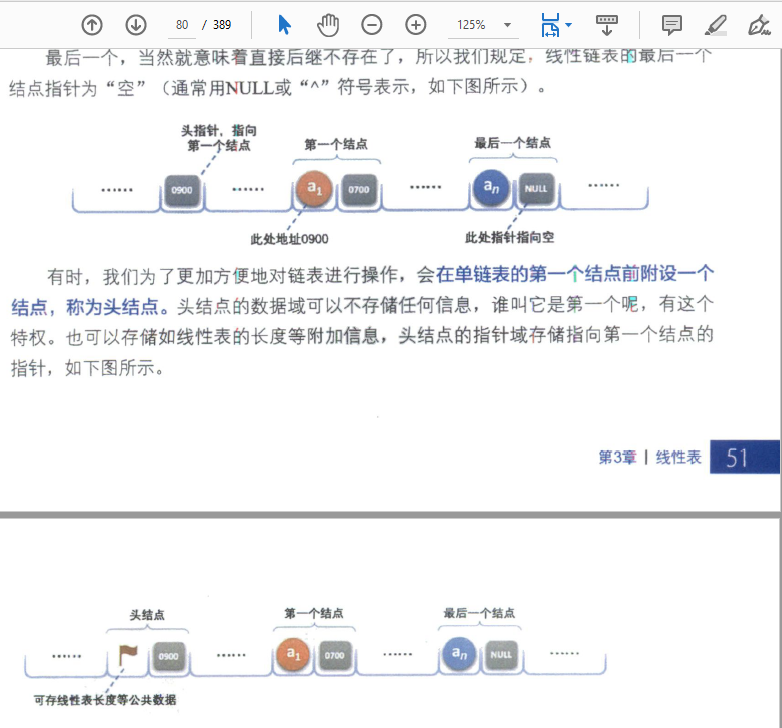 80 / 389
125%
最后一个，当然就意味着直接后继不存在了，所以我们规定，线性链表的最后一个
结点指针为“空”（通常用NULL或“^”符号表示，如下图所示）。
头指针，指向
第一个结点
第一个结点
最后一个结点
…… 0900 …… a1 0700 …… an NULL ……
此处地址0900
此处指针指向空
有时，我们为了更加方便地对链表进行操作，会在单链表的第一个结点前附设一个
结点，称为头结点。头结点的数据域可以不存储任何信息，谁叫它是第一个呢，有这个
特权。也可以存储如线性表的长度等附加信息，头结点的指针域存储指向第一个结点的
指针，如下图所示。
第3章 | 线性表 51
头结点
第一个结点
最后一个结点
…… 0900 …… a1 0700 …… an NULL ……
可存线性表长度等公共数据